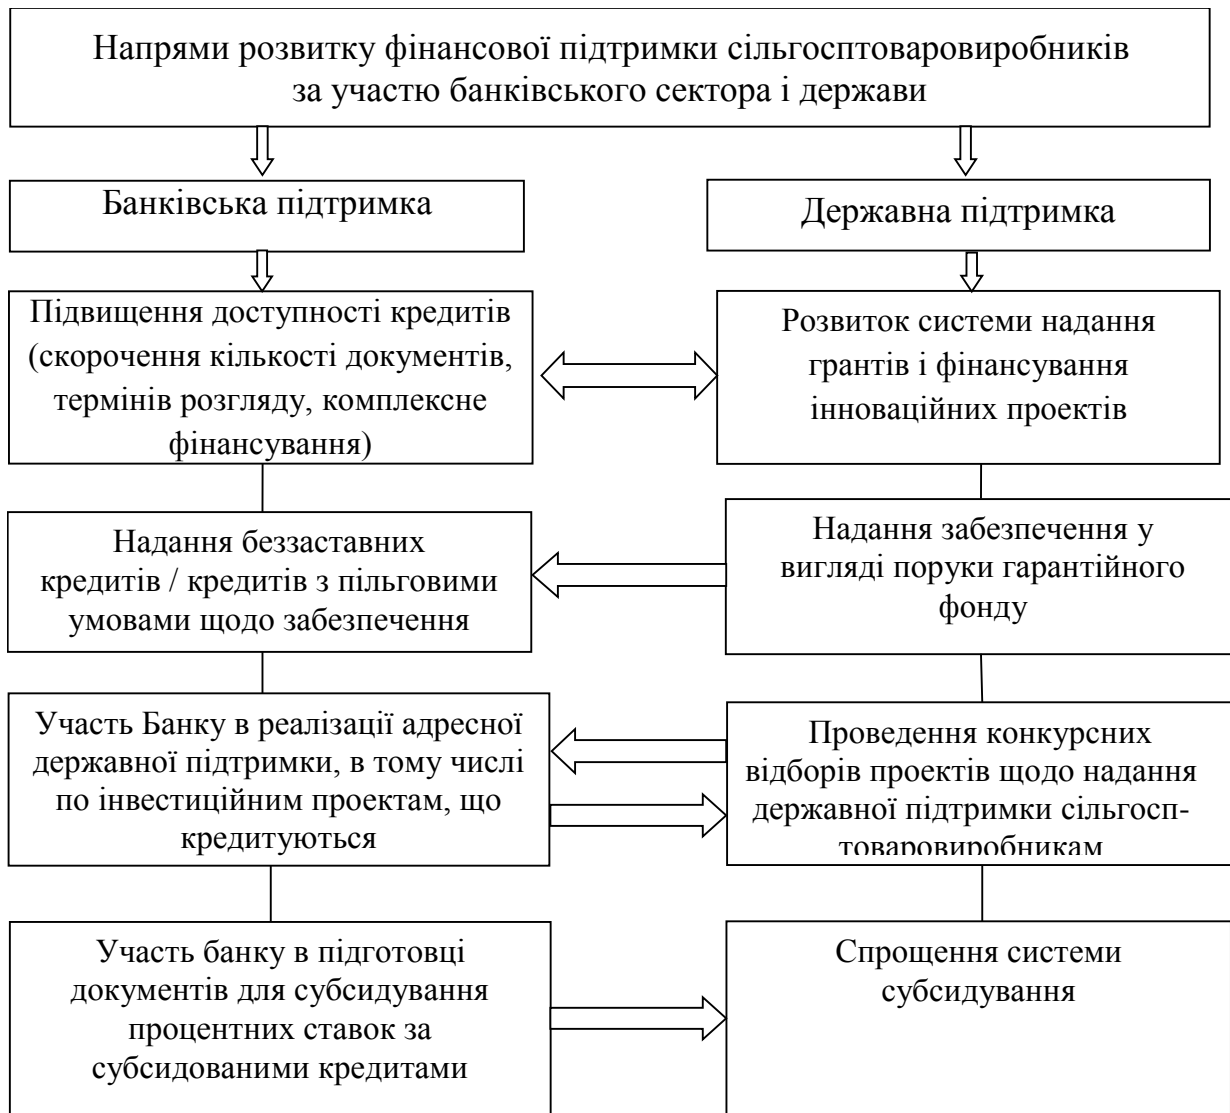 Напрями розвитку фінансової підтримки сільгосптоваровиробників
за участю банківського сектора і держави
Банківська підтримка
Державна підтримка
Підвищення доступності кредитів
(скорочення кількості документів,
термінів розгляду, комплексне
фінансування)
Розвиток системи надання
грантів і фінансування
інноваційних проектів
Надання беззаставних
кредитів / кредитів з пільговими
умовами щодо забезпечення
Надання забезпечення у
вигляді поруки гарантійного
фонду
Участь Банку в реалізації адресної
державної підтримки, в тому числі
по інвестиційним проектам, що
кредитуються
Проведення конкурсних
відборів проектів щодо надання
державної підтримки сільгосп-
товаровиробникам
Участь банку в підготовці
документів для субсидування
процентних ставок за
субсидованими кредитами
Спрощення системи
субсидування